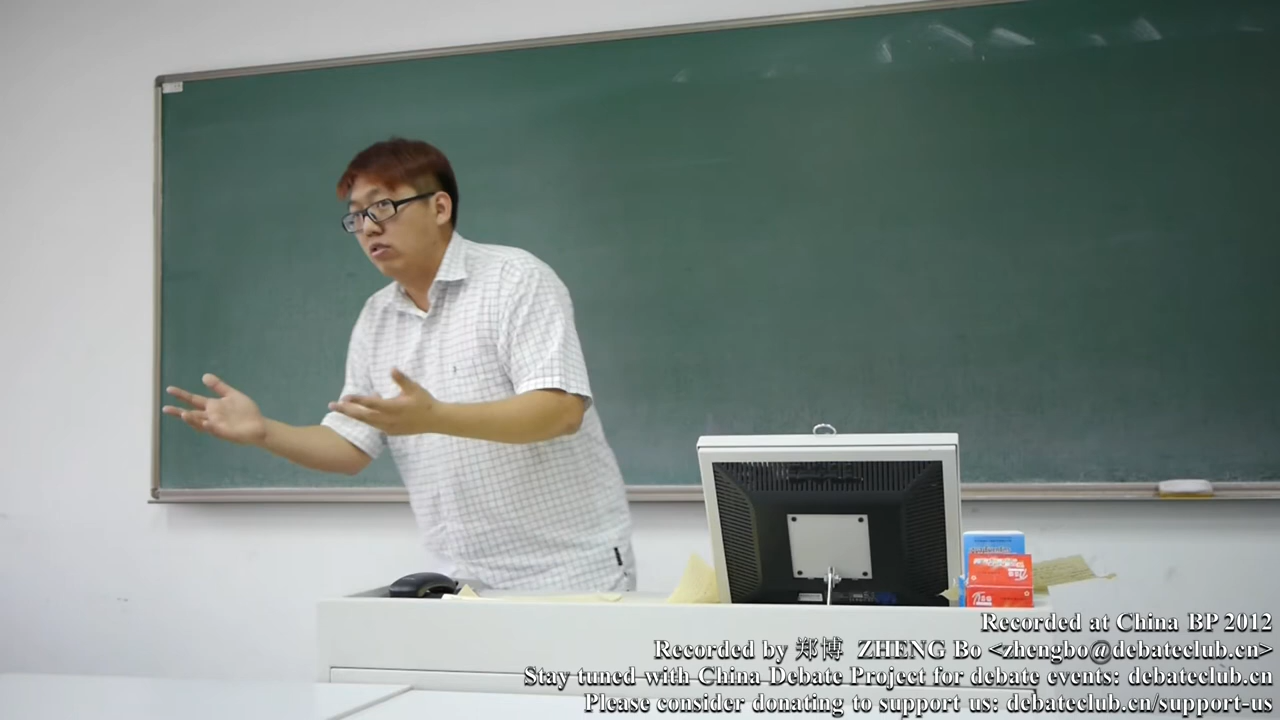 Recorded at China BP 2012
Recorded by 郑博 ZHENG Bo <zhengbo@debateclub.cn>
Stay tuned with China Debate Project for debate events: debateclub.cn
Please consider donating to support us: debateclub.cn/support-us